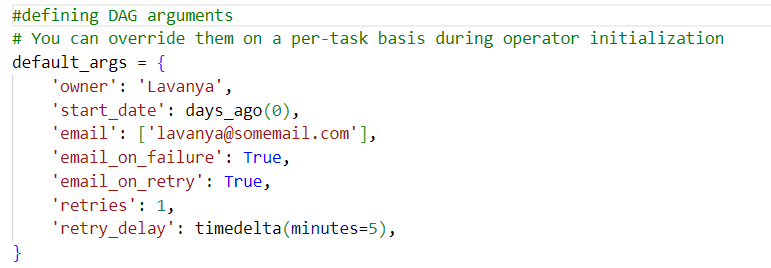 #defining DAG arguments
# You can override them on a per-task basis during operator initialization
default_args = {
    'owner': 'Lavanya',
    'start_date': days_ago(0),
    'email': ['lavanya@somemail.com'],
    'email_on_failure': True,
    'email_on_retry': True,
    'retries': 1,
    'retry_delay': timedelta(minutes=5),
}